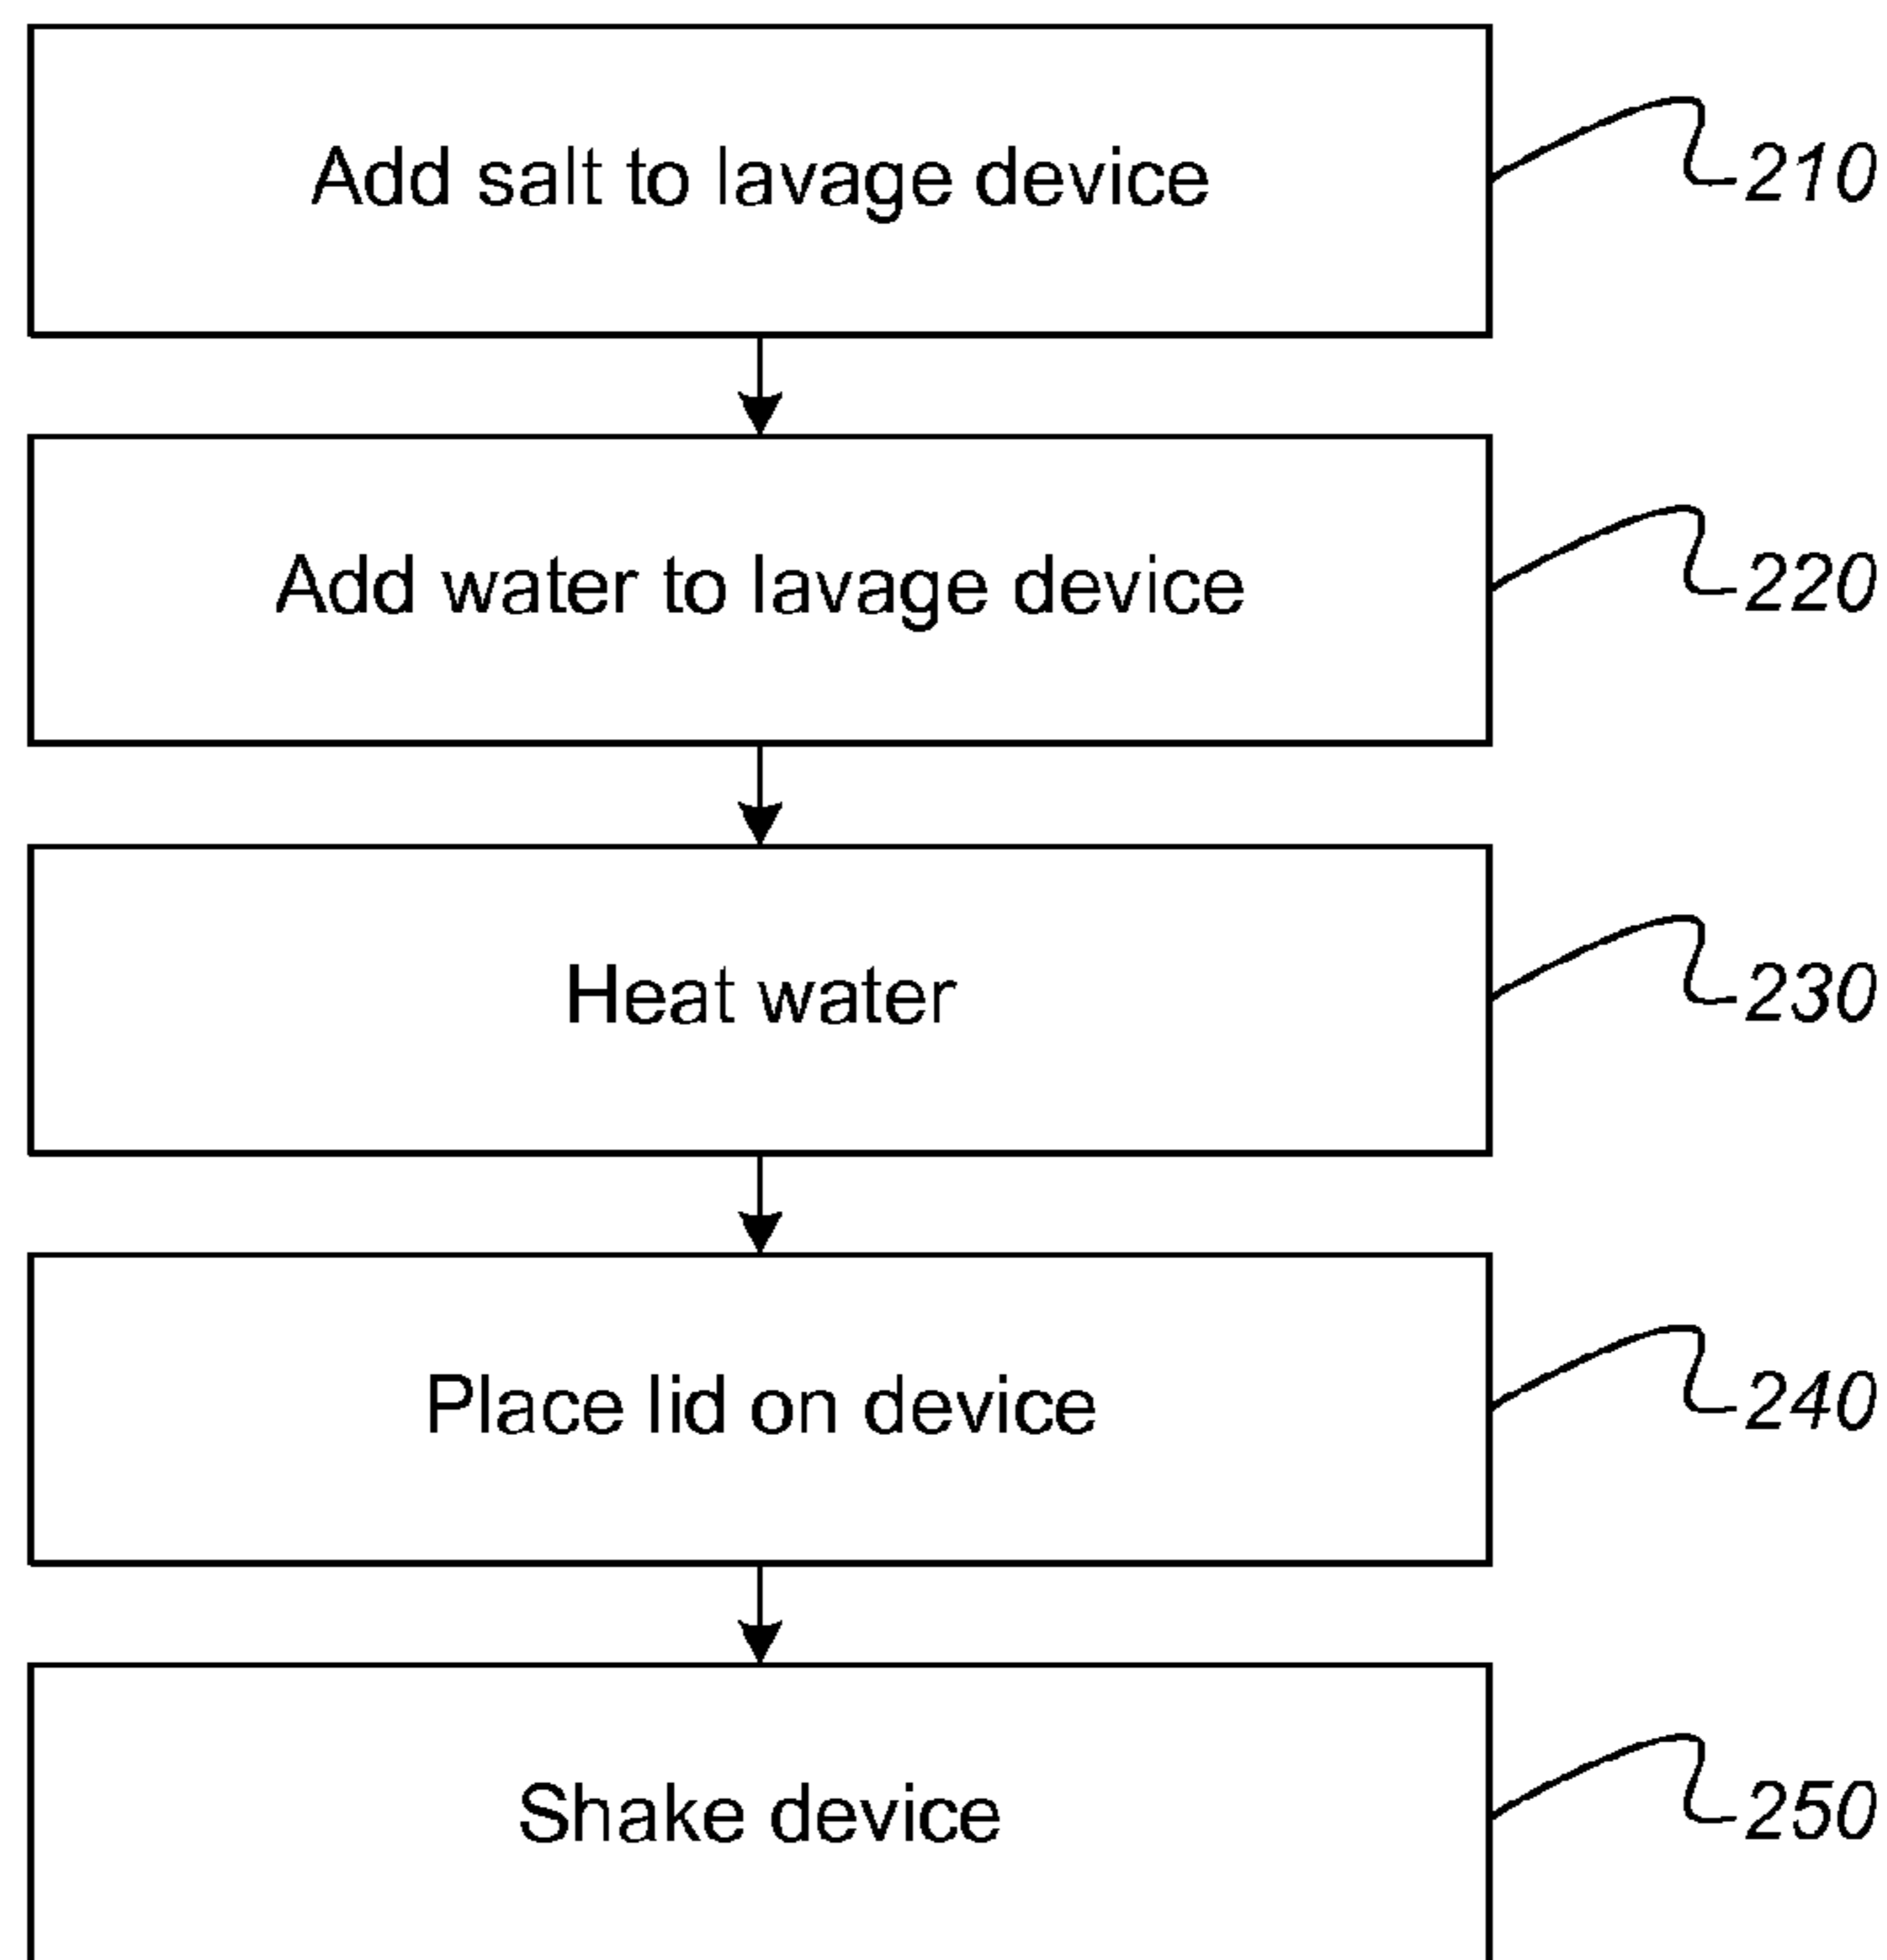 Add salt to lavage device
210
Add water to lavage device
220
Heat water
230
Place lid on device
240
Shake device
250